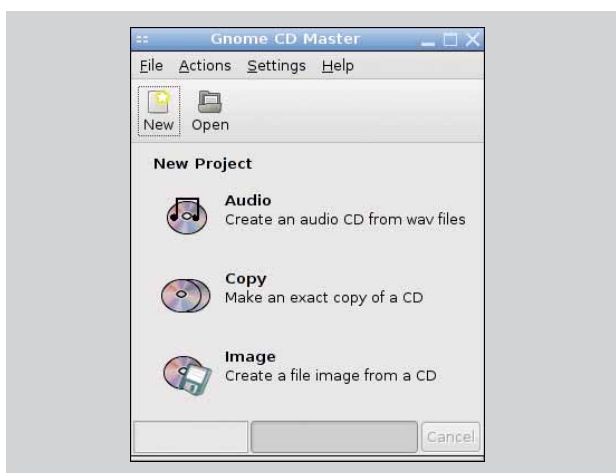 Gnome CD Master
File Actions Settings Help
New Open
New Project
Audio
Create an audio CD from wav files
Copy
Make an exact copy of a CD
Image
Create a file image from a CD
Cancel